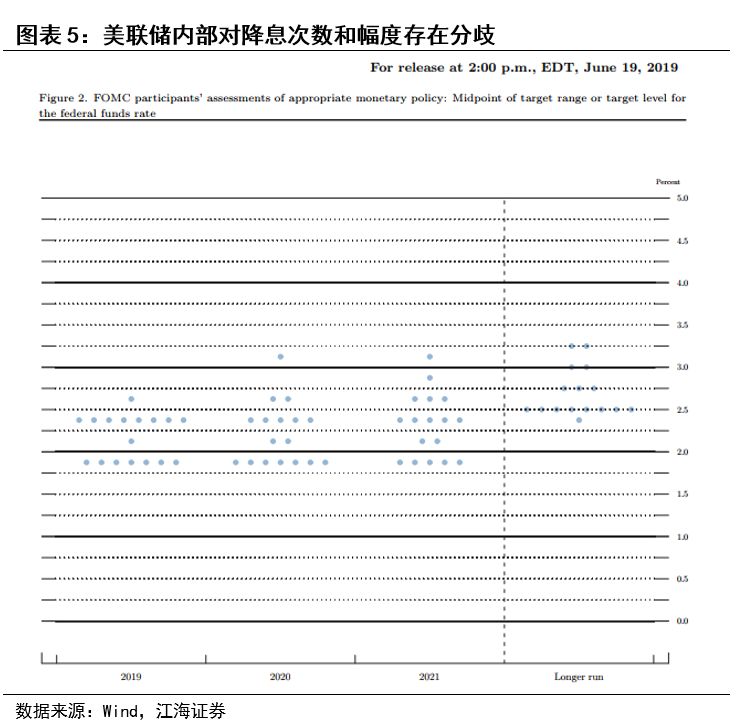 图表5：美联储内部对降息次数和幅度存在分歧
For release at 2:00 p.m., EDT, June 19, 2019
Figure 2. FOMC participants' assessments of appropriate monetary policy: Midpoint of target range or target level for
the federal funds rate
Percent
5.0
4.5
4.0
3.5
3.0
2.5
2.0
1.5
1.0
0.5
0.0
2019 2020 2021 Longer run
数据来源：Wind，江海证券